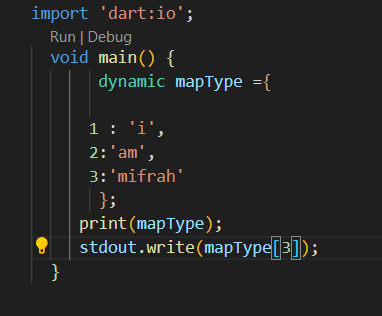 import 'dart:io';
Run | Debug
void main() {
dynamic mapType ={
1 : 'i',
2:'am',
3:'mifrah'
};
print(mapType);
stdout.write(mapType[3]);
}